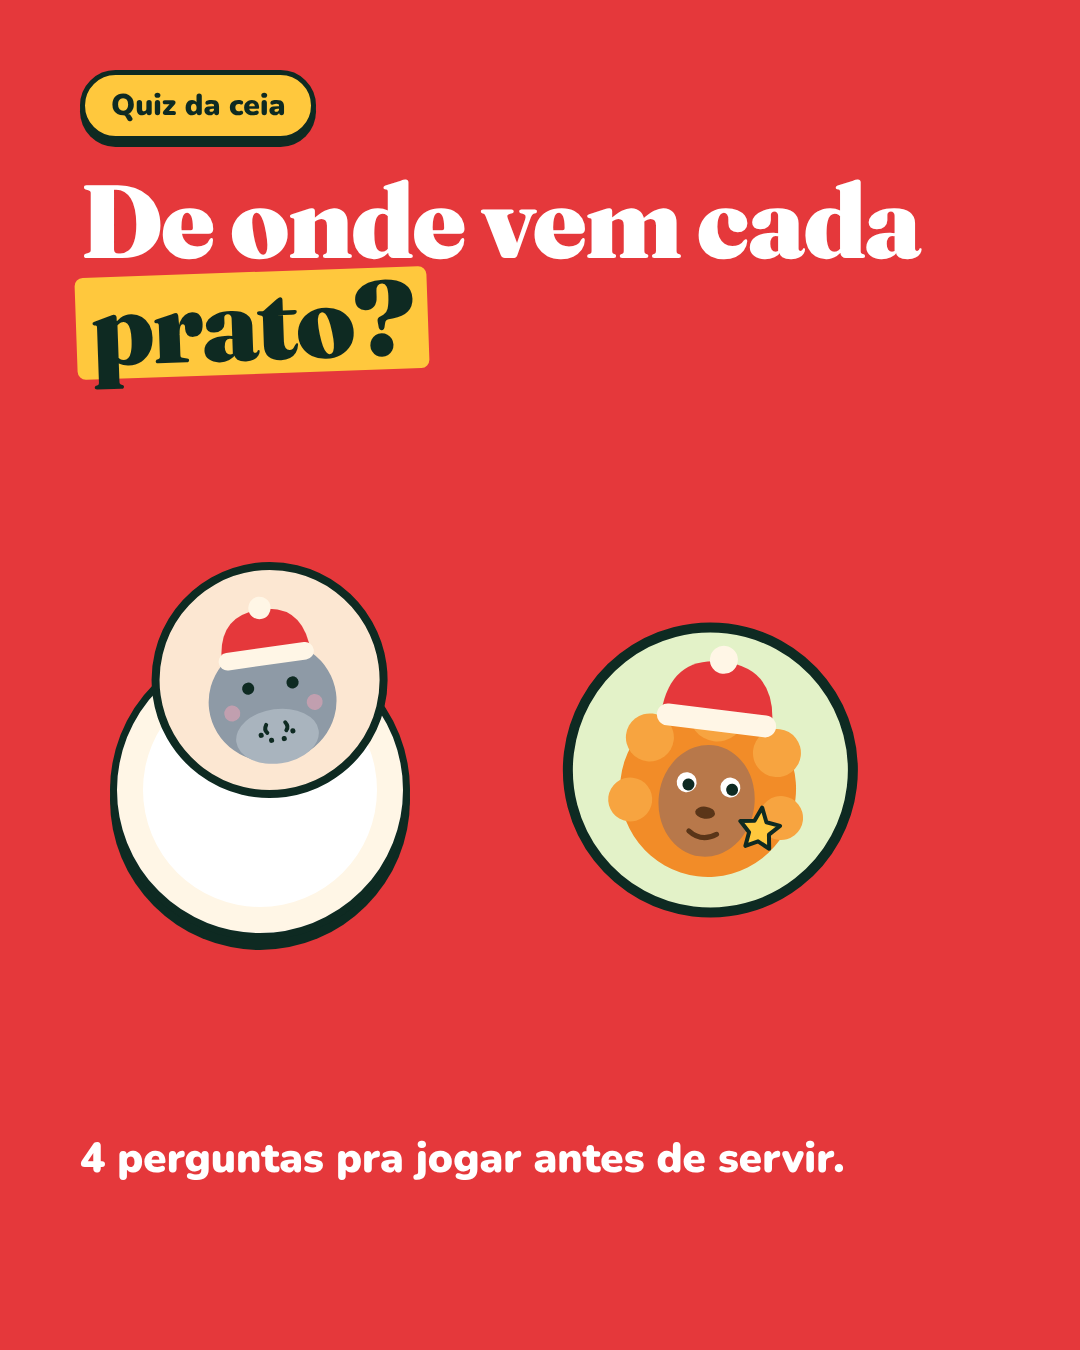 Quiz da ceia
De onde vem cada
prato?
4 perguntas pra jogar antes de servir.